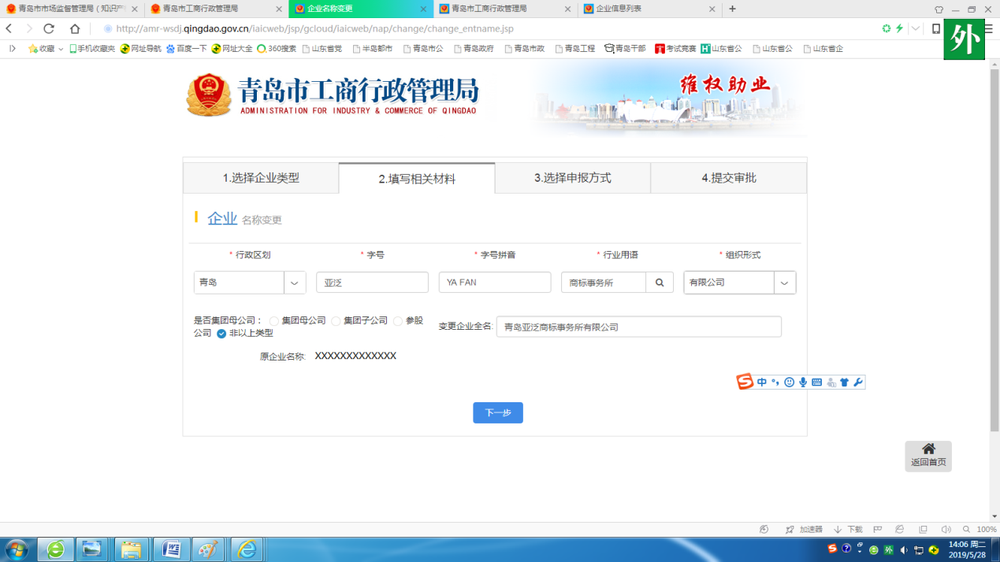 青岛市市场监督管理局（知识产
青岛市工商行政管理局
企业名称变更
青岛市工商行政管理局
企业信息列表
http://amr-wsdj.qingdao.gov.cn/iaicweb/jsp/gcloud/iaicweb/nap/change/change_entname.jsp
外
收藏 手机收藏夹 网址导航 百度一下 网址大全 360搜索 山东省党 半岛都市 青岛市公 青岛政府 青岛市政 青岛工程 青岛干部 考试竞赛 山东省公 山东省公 山东省企
青岛市工商行政管理局
ADMINISTRATION FOR INDUSTRY & COMMERCE OF QINGDAO
维权助业
1.选择企业类型 2.填写相关材料 3.选择申报方式 4.提交审批
企业 名称变更
* 行政区划 * 字号 * 字号拼音 * 行业用语 * 组织形式
青岛 亚泛 YA FAN 商标事务所 有限公司
是否集团母公司： 集团母公司 集团子公司 参股
公司 非以上类型
变更企业全名: 青岛亚泛商标事务所有限公司
原企业名称: XXXXXXXXXXXXX
中
下一步
返回首页
加速器 下载 100%
14:06 周二
2019/5/28